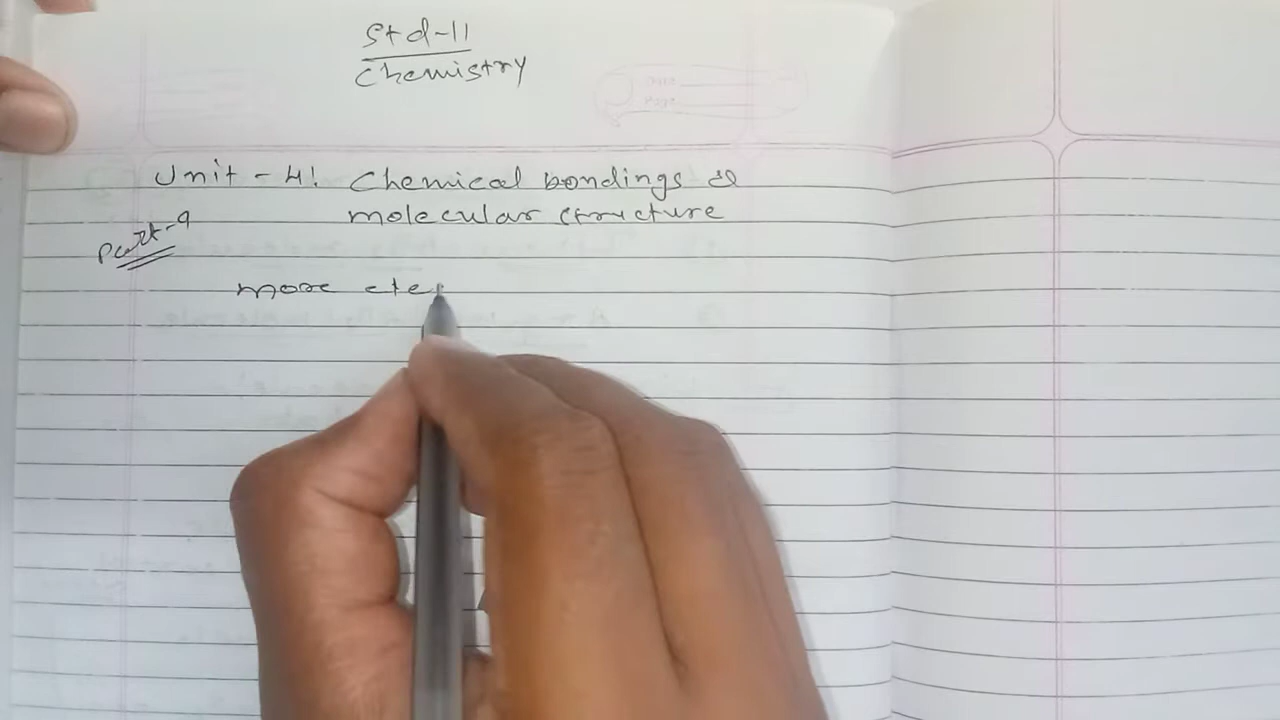 Std-11
Chemistry
Unit-4: Chemical bondings &
molecular structure
Part-9
more ele